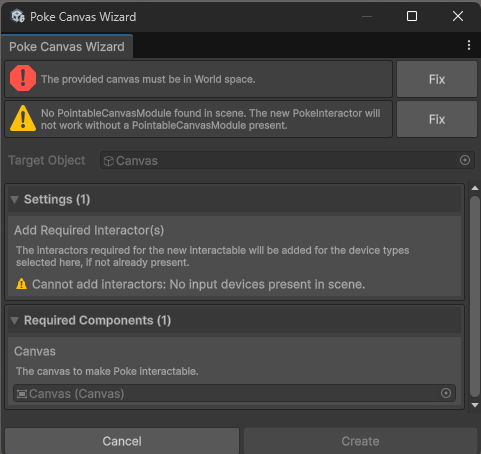 Poke Canvas Wizard
Poke Canvas Wizard
The provided canvas must be in World space.
Fix
No PointableCanvasModule found in scene. The new PokeInteractor will
not work without a PointableCanvasModule present.
Fix
Target Object
Canvas
Settings (1)
Add Required Interactor(s)
The interactors required for the new interactable will be added for the device types
selected here, if not already present.
Cannot add interactors: No input devices present in scene.
Required Components (1)
Canvas
The canvas to make Poke interactable.
Canvas (Canvas)
Cancel
Create